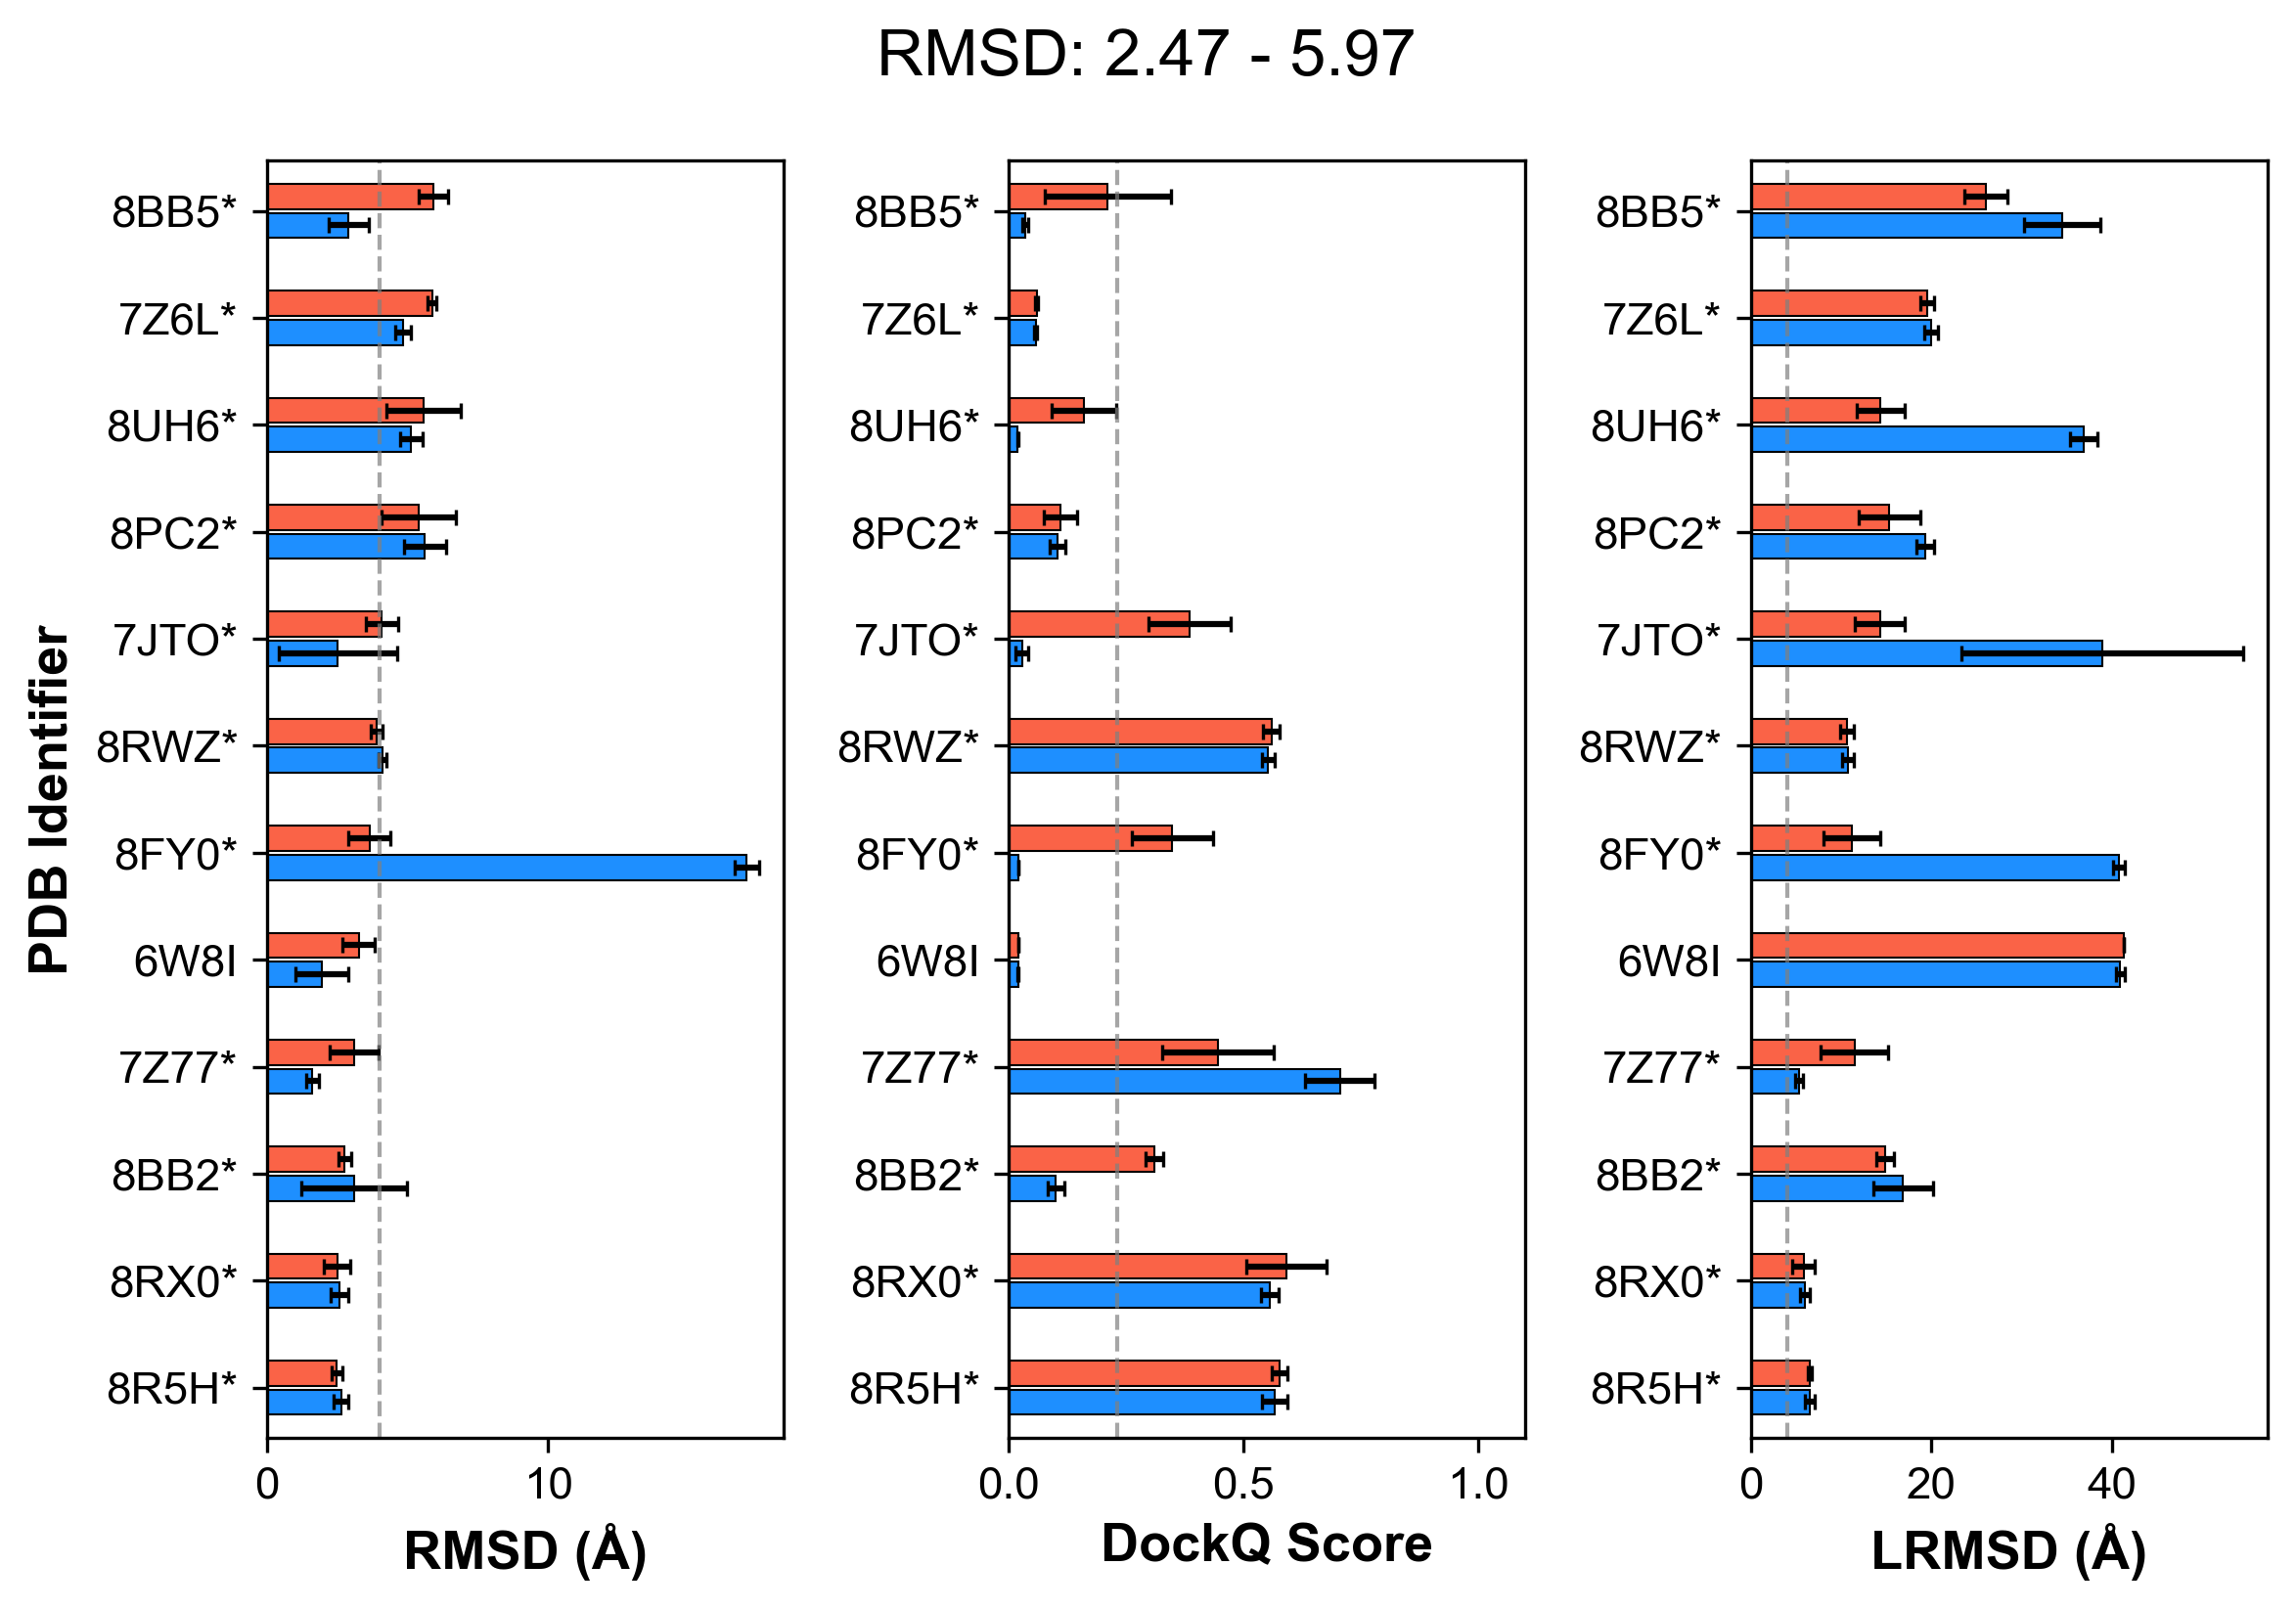 RMSD: 2.47 - 5.97
PDB Identifier
8BB5*
7Z6L*
8UH6*
8PC2*
7JTO*
8RWZ*
8FY0*
6W8I
7Z77*
8BB2*
8RX0*
8R5H*
0
10
RMSD (Å)
8BB5*
7Z6L*
8UH6*
8PC2*
7JTO*
8RWZ*
8FY0*
6W8I
7Z77*
8BB2*
8RX0*
8R5H*
0.0
0.5
1.0
DockQ Score
8BB5*
7Z6L*
8UH6*
8PC2*
7JTO*
8RWZ*
8FY0*
6W8I
7Z77*
8BB2*
8RX0*
8R5H*
0
20
40
LRMSD (Å)